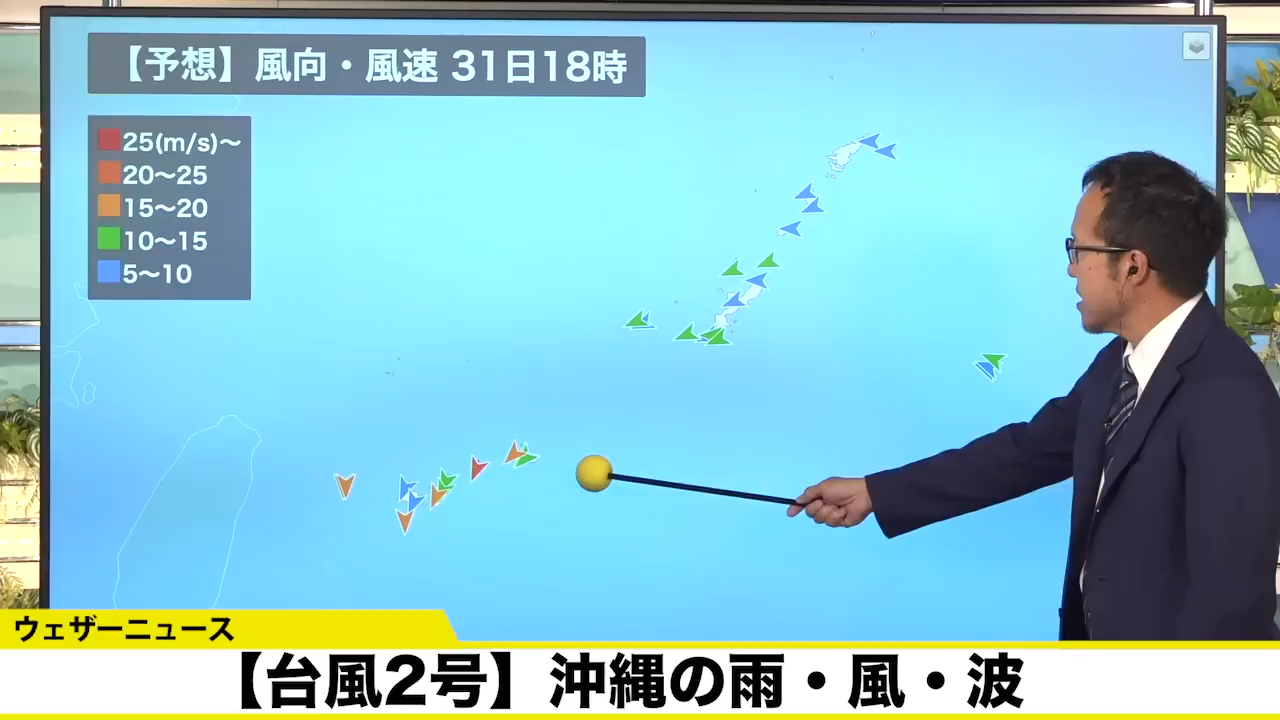 【予想】風向・風速 31日18時
25(m/s)～
20～25
15～20
10～15
5～10
ウェザーニュース
【台風2号】沖縄の雨・風・波